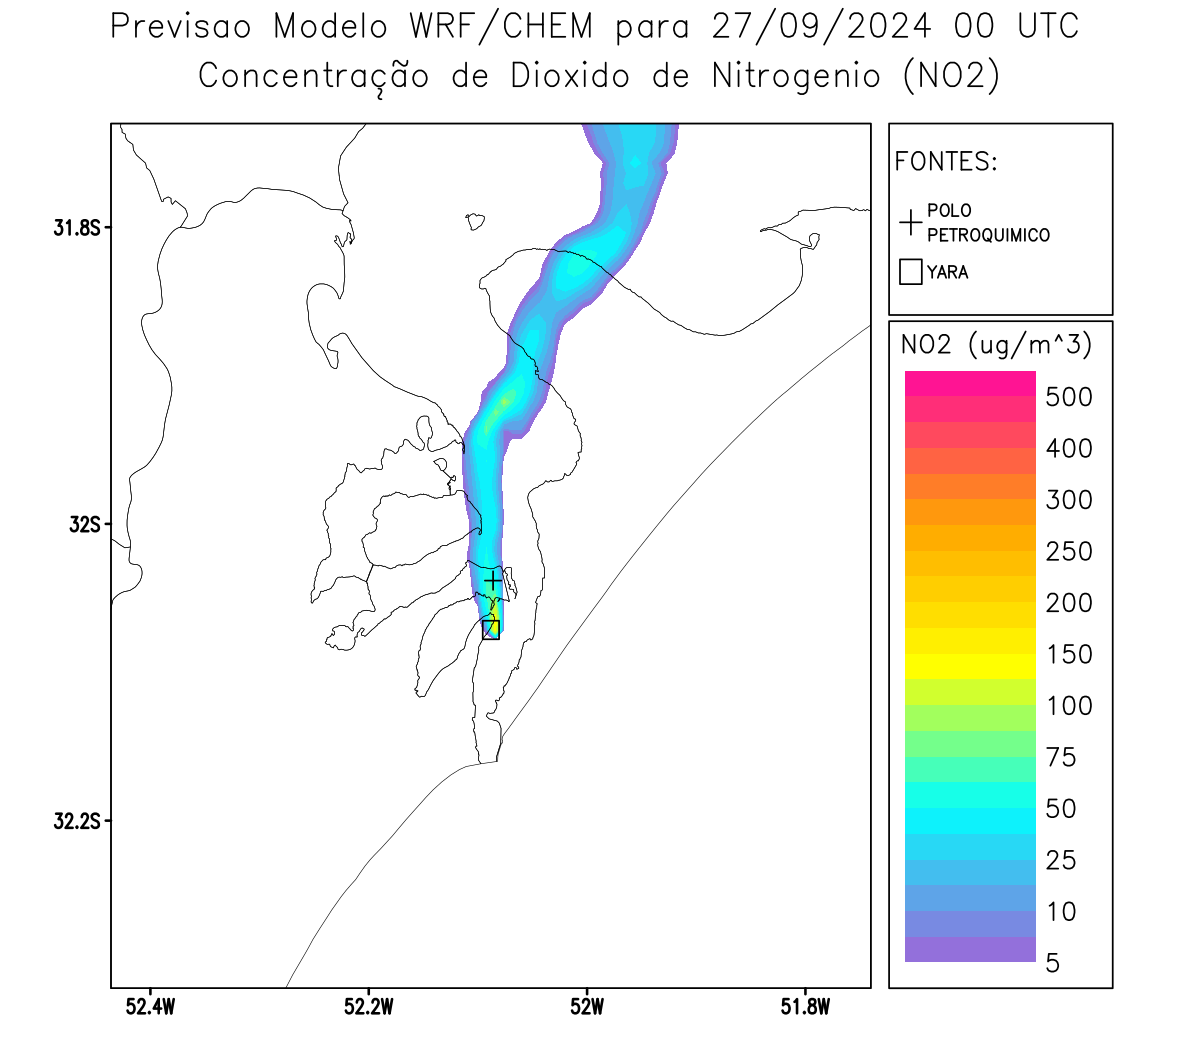 Previsao Modelo WRF/CHEM para 27/09/2024 00 UTC
Concentração de Dioxido de Nitrogenio (NO2)
FONTES:
POLO
PETROQUIMICO
YARA
NO2 (ug/m^3)
500
400
300
250
200
150
100
75
50
25
10
5
31.8S
32S
32.2S
52.4W
52.2W
52W
51.8W